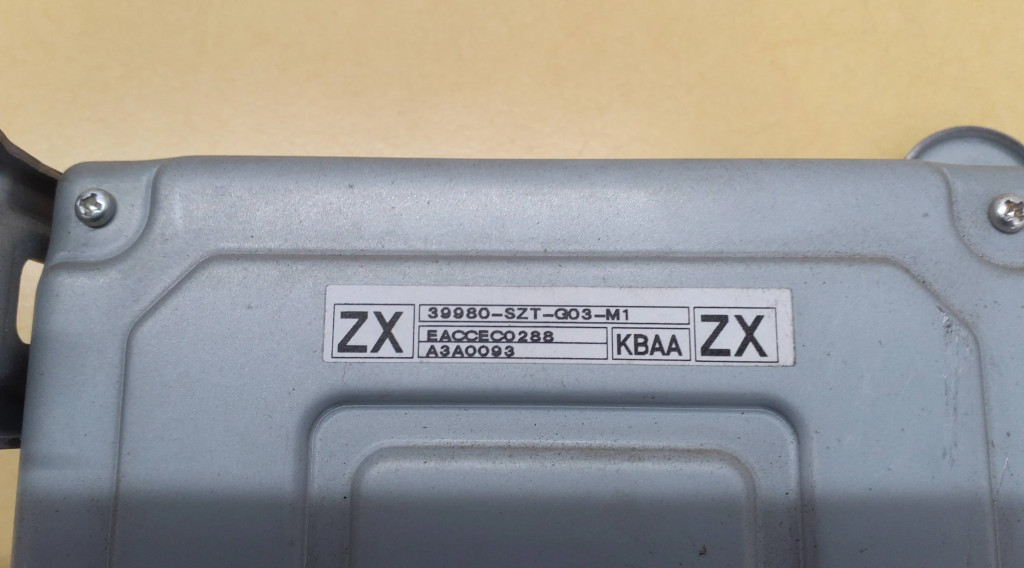 ZX
39980-SZT-G03-M1
EACCEC0288
A3A0093
KBAA
ZX